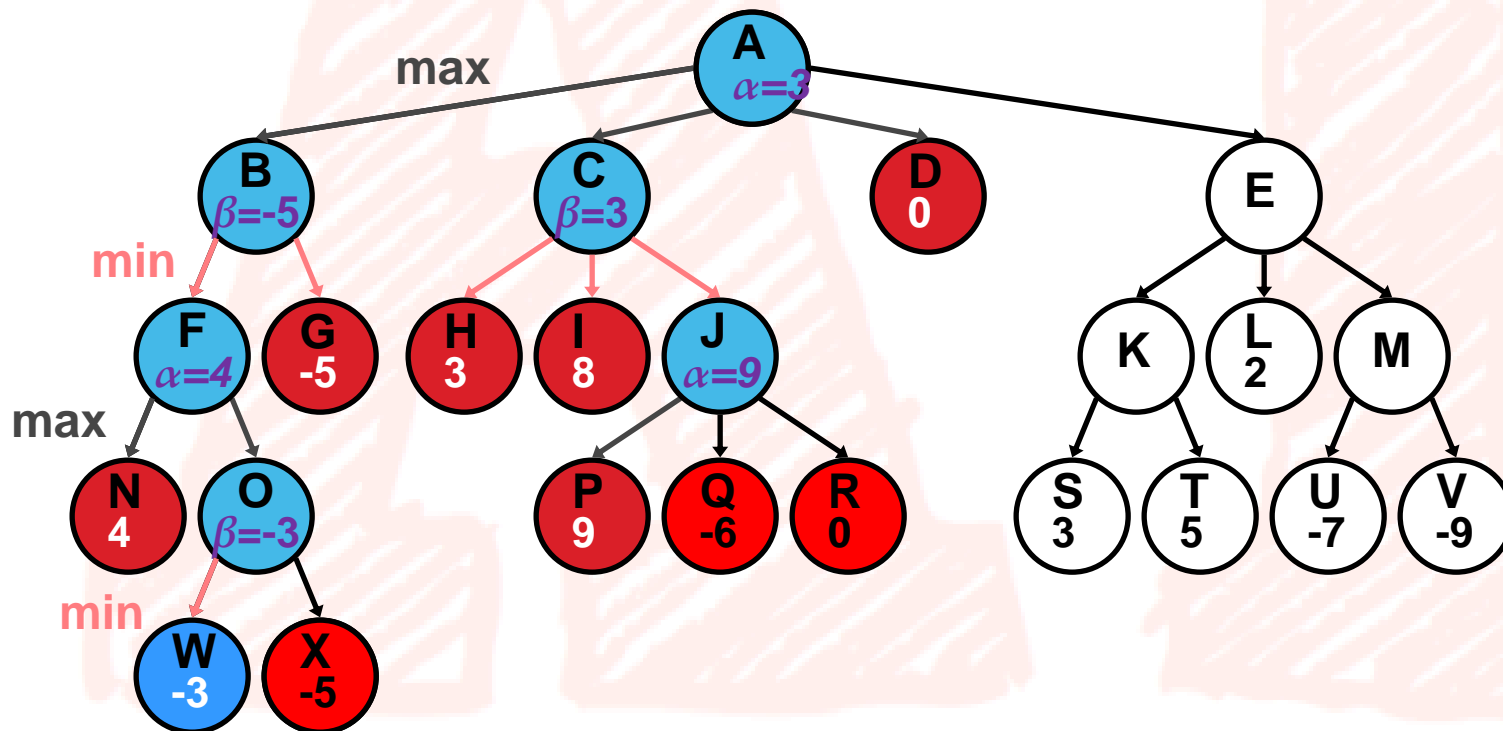 A
α=3
max
B
β=-5
C
β=3
D
0
E
min
F
α=4
G
-5
H
3
I
8
J
α=9
K
L
2
M
max
N
4
O
β=-3
P
9
Q
-6
R
0
S
3
T
5
U
-7
V
-9
min
W
-3
X
-5